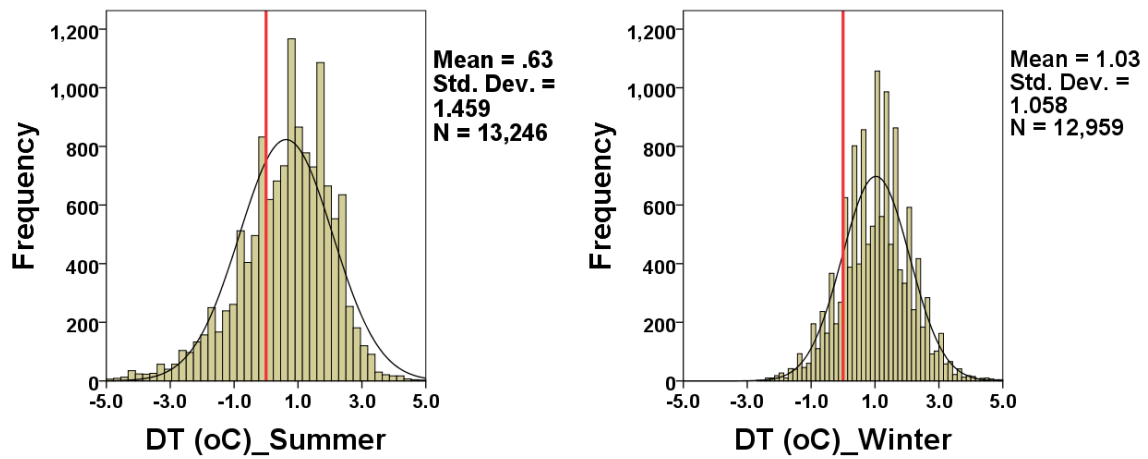 1,200
1,000
800
600
400
200
0
Frequency
-5.0 -3.0 -1.0 1.0 3.0 5.0
DT (oC)_Summer
Mean = .63
Std. Dev. =
1.459
N = 13,246
1,200
1,000
800
600
400
200
0
Frequency
-5.0 -3.0 -1.0 1.0 3.0 5.0
DT (oC)_Winter
Mean = 1.03
Std. Dev. =
1.058
N = 12,959